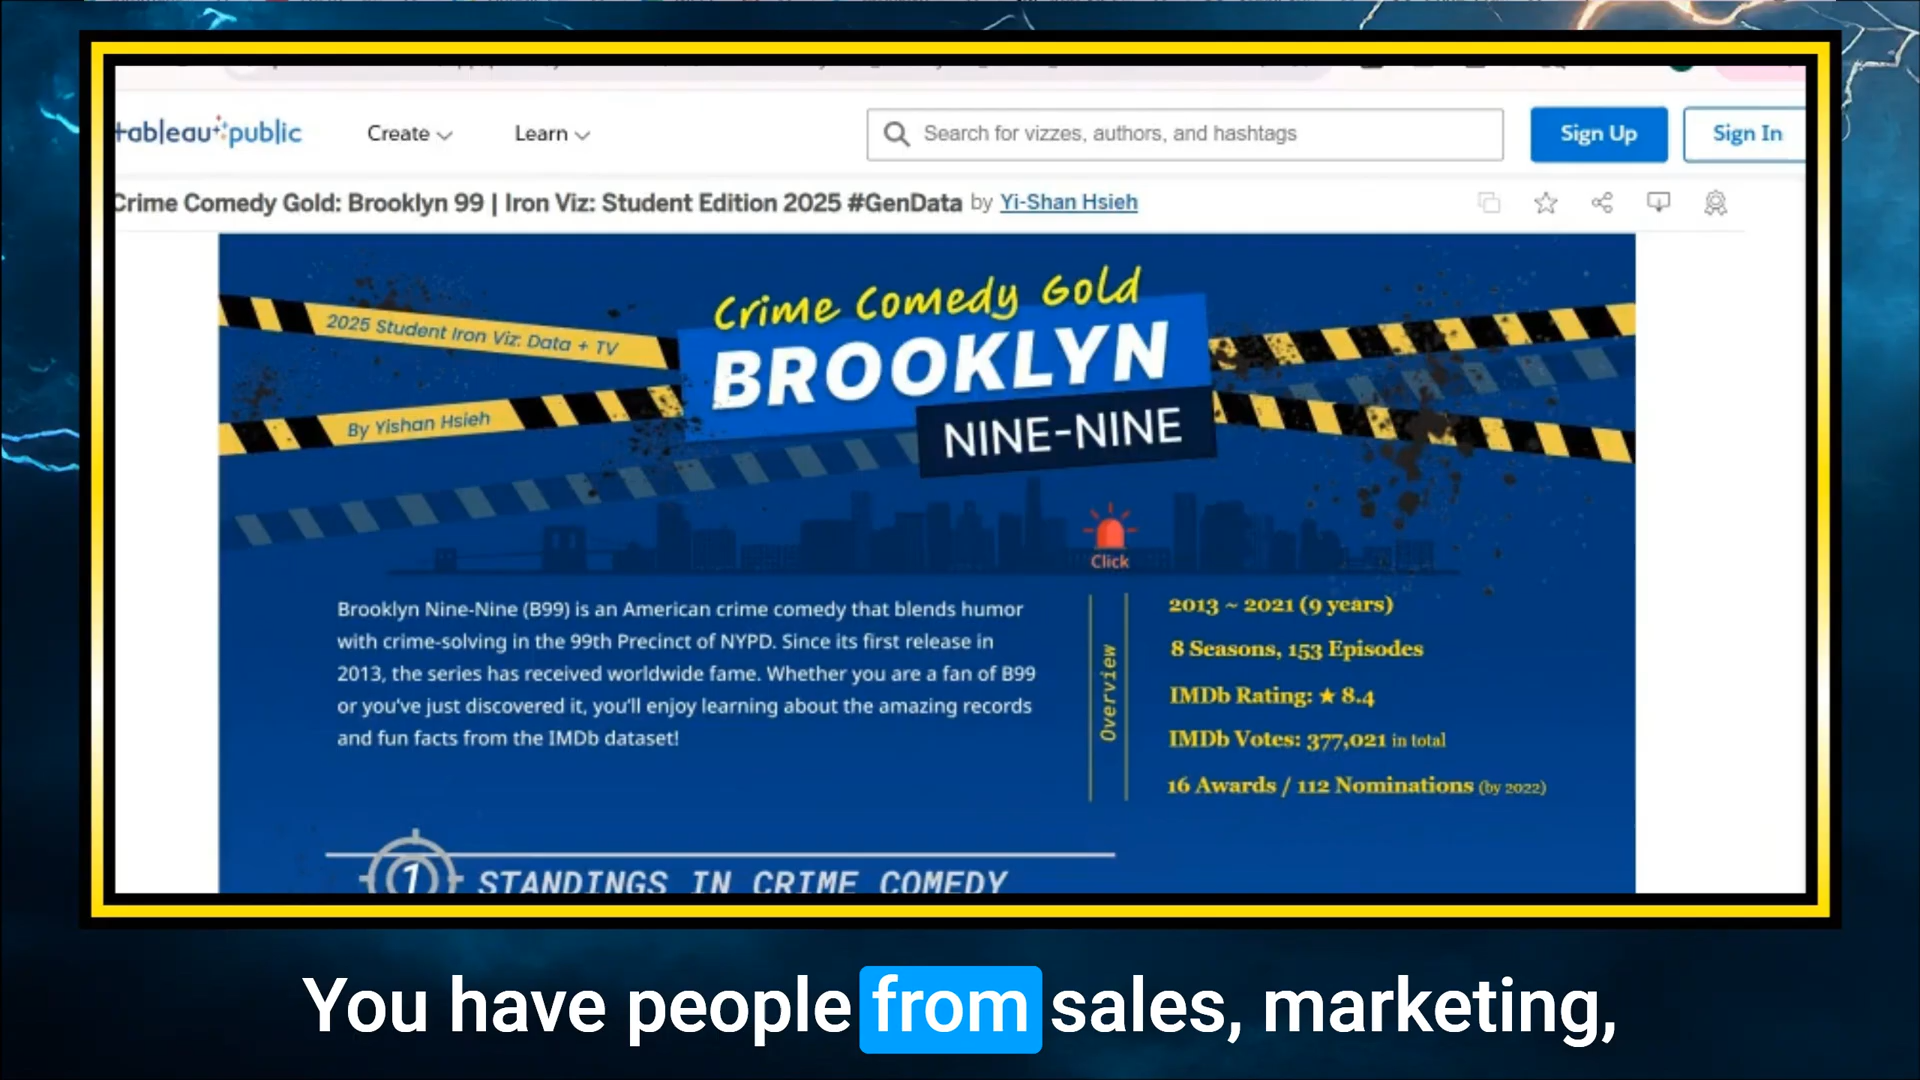 tableau public
Create
Learn
Search for vizzes, authors, and hashtags
Sign Up
Sign In
Crime Comedy Gold: Brooklyn 99 | Iron Viz: Student Edition 2025 #GenData by Yi-Shan Hsieh
Crime Comedy Gold
2025 Student Iron Viz: Data + TV
BROOKLYN
By Yishan Hsieh
NINE-NINE
Click
Brooklyn Nine-Nine (B99) is an American crime comedy that blends humor
with crime-solving in the 99th Precinct of NYPD. Since its first release in
2013, the series has received worldwide fame. Whether you are a fan of B99
or you've just discovered it, you'll enjoy learning about the amazing records
and fun facts from the IMDb dataset!
Overview
2013 ~ 2021 (9 years)
8 Seasons, 153 Episodes
IMDb Rating: ★ 8.4
IMDb Votes: 377,021 in total
16 Awards / 112 Nominations (by 2022)
1 STANDINGS IN CRIME COMEDY
You have people from sales, marketing,